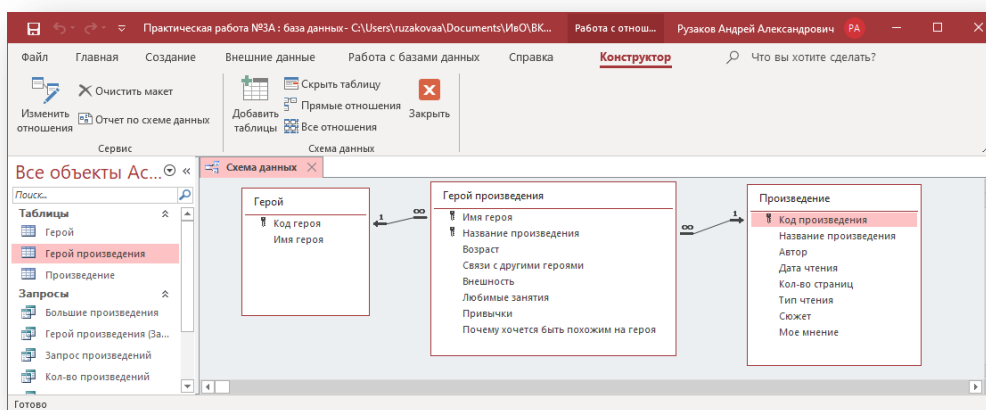 Практическая работа №3А : база данных- C:\Users\ruzakovaa\Documents\ИвО\ВК... Работа с отнош... Рузаков Андрей Александрович РА
Файл Главная Создание Внешние данные Работа с базами данных Справка Конструктор Что вы хотите сделать?
Изменить отношения
Очистить макет
Отчет по схеме данных
Сервис
Добавить таблицы
Скрыть таблицу
Прямые отношения
Все отношения
Закрыть
Схема данных
Все объекты Ac...
Поиск...
Таблицы
Герой
Герой произведения
Произведение
Запросы
Большие произведения
Герой произведения (За...
Запрос произведений
Кол-во произведений
Схема данных
Герой
Код героя
Имя героя
1 ∞
Герой произведения
Имя героя
Название произведения
Возраст
Связи с другими героями
Внешность
Любимые занятия
Привычки
Почему хочется быть похожим на героя
∞ 1
Произведение
Код произведения
Название произведения
Автор
Дата чтения
Кол-во страниц
Тип чтения
Сюжет
Мое мнение
Готово